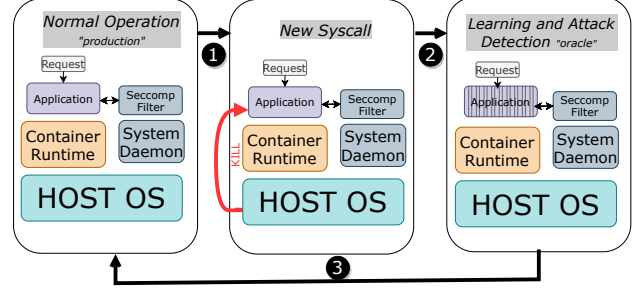 Normal Operation
"production"
Request
Application
Seccomp
Filter
Container
Runtime
System
Daemon
HOST OS
1
New Syscall
Request
Application
Seccomp
Filter
KILL
Container
Runtime
System
Daemon
HOST OS
2
Learning and Attack
Detection "oracle"
Request
Application
Seccomp
Filter
Container
Runtime
System
Daemon
HOST OS
3